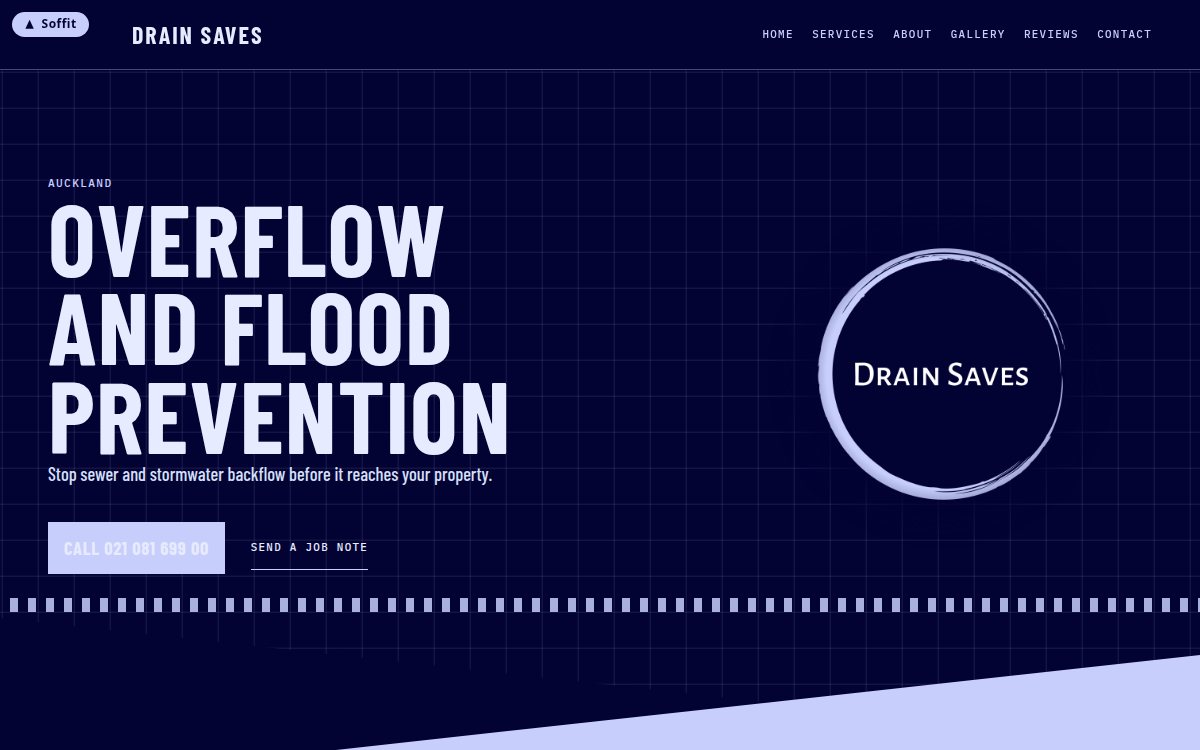 ▲ Soffit
DRAIN SAVES
HOME SERVICES ABOUT GALLERY REVIEWS CONTACT
AUCKLAND
OVERFLOW
AND FLOOD
PREVENTION
Stop sewer and stormwater backflow before it reaches your property.
DRAIN SAVES
CALL 021 081 699 00
SEND A JOB NOTE